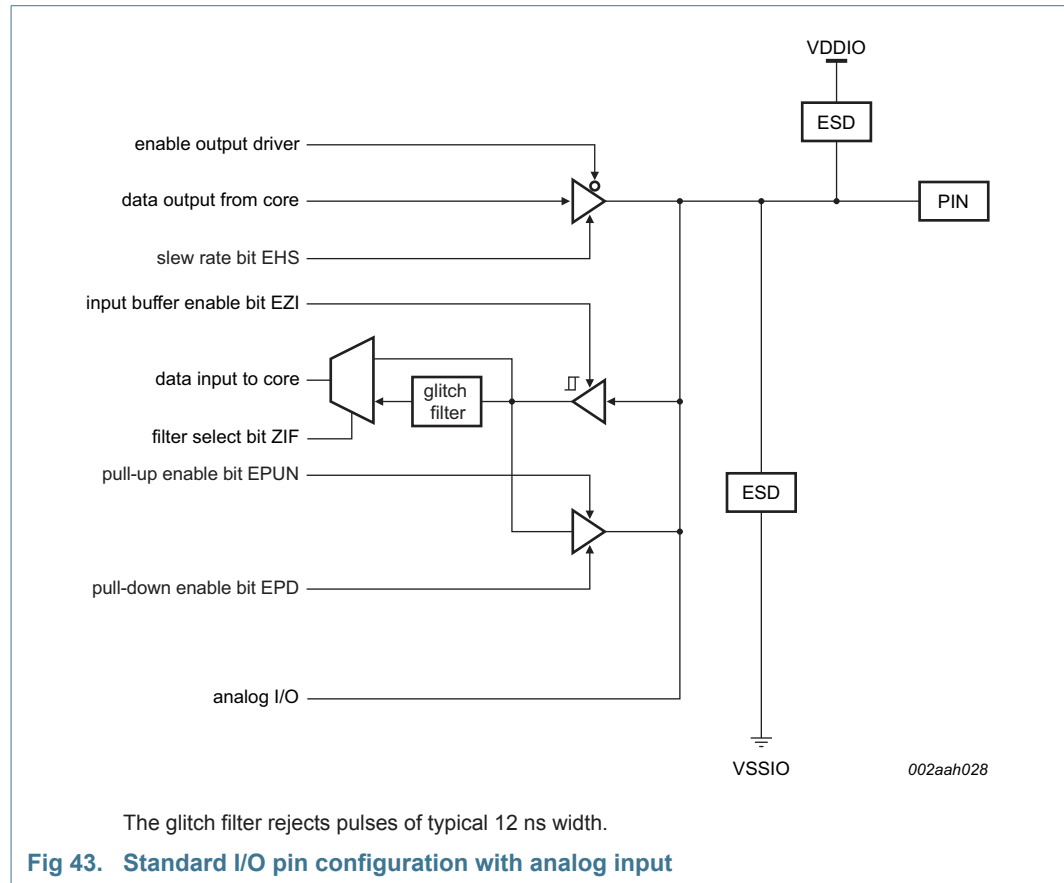 VDDIO
ESD
enable output driver
data output from core
PIN
slew rate bit EHS
input buffer enable bit EZI
data input to core
glitch
filter
filter select bit ZIF
pull-up enable bit EPUN
ESD
pull-down enable bit EPD
analog I/O
VSSIO
002aah028
The glitch filter rejects pulses of typical 12 ns width.
Fig 43. Standard I/O pin configuration with analog input